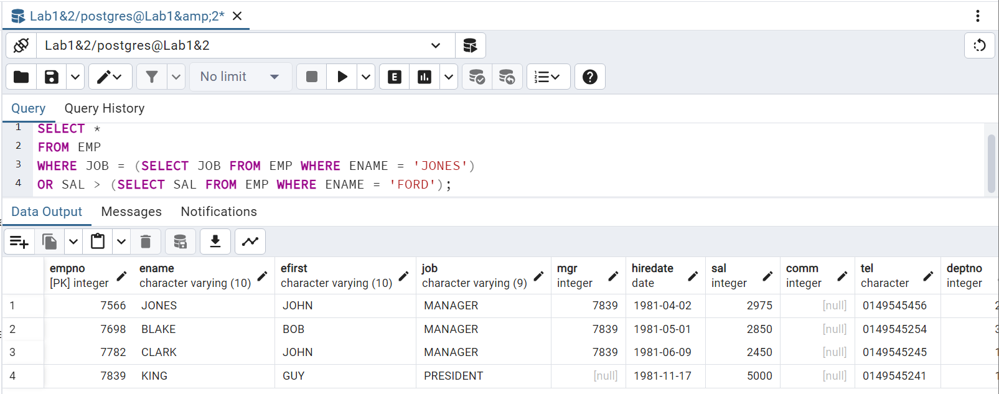 Lab1&2/postgres@Lab1&amp;2*
Lab1&2/postgres@Lab1&2
No limit
E
Query Query History
1 SELECT *
2 FROM EMP
3 WHERE JOB = (SELECT JOB FROM EMP WHERE ENAME = 'JONES')
4 OR SAL > (SELECT SAL FROM EMP WHERE ENAME = 'FORD');
Data Output Messages Notifications
empno ename efirst job mgr hiredate sal comm tel deptno
[PK] integer character varying (10) character varying (10) character varying (9) integer date integer integer character integer
1 7566 JONES JOHN MANAGER 7839 1981-04-02 2975 [null] 0149545456
2 7698 BLAKE BOB MANAGER 7839 1981-05-01 2850 [null] 0149545254
3 7782 CLARK JOHN MANAGER 7839 1981-06-09 2450 [null] 0149545245
4 7839 KING GUY PRESIDENT [null] 1981-11-17 5000 [null] 0149545241